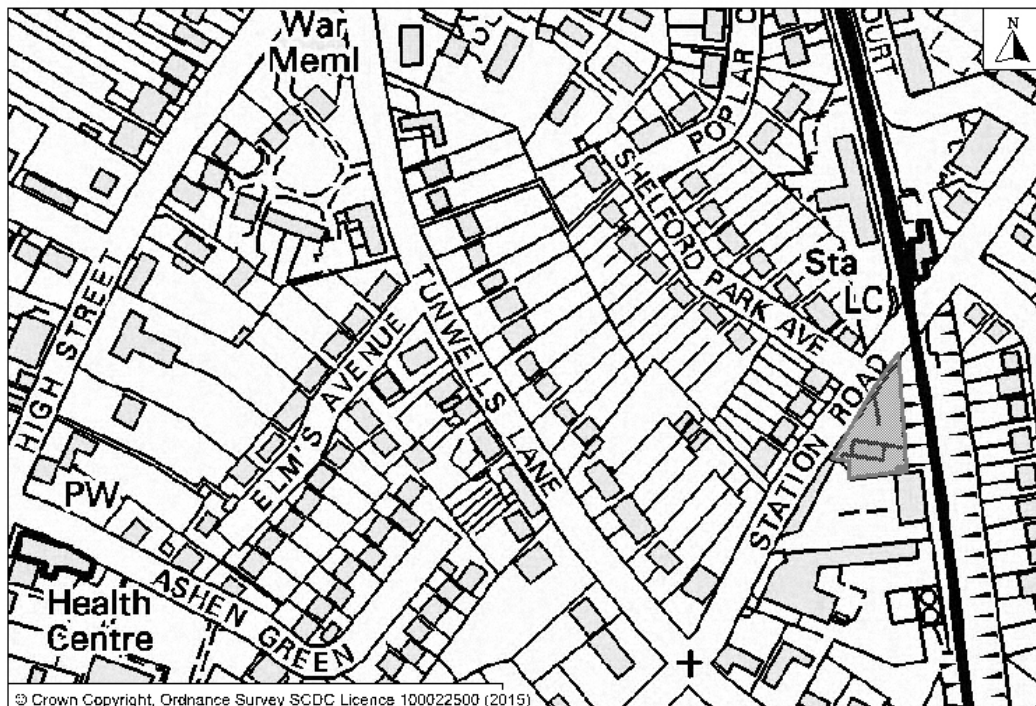 War
Meml
POPLAR C
OURT
N
SHELFORD PARK AVE
Sta
LC
HIGH STREET
ELM'S AVENUE
TUNWELLS LANE
STATION ROAD
PW
Health
Centre
ASHEN GREEN
© Crown Copyright, Ordnance Survey SCDC Licence 100022500 (2015)